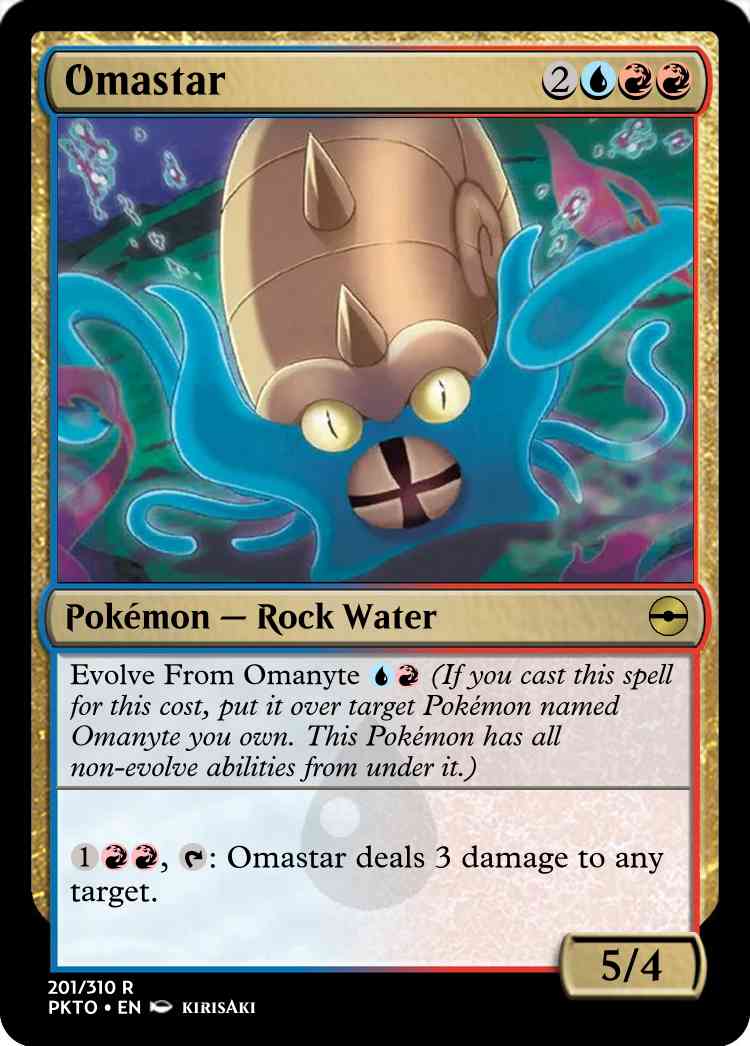 Omastar 2
Pokémon — Rock Water
Evolve From Omanyte (If you cast this spell
for this cost, put it over target Pokémon named
Omanyte you own. This Pokémon has all
non-evolve abilities from under it.)
1 , : Omastar deals 3 damage to any
target.
5/4
201/310 R
PKTO • EN KIRISAKI